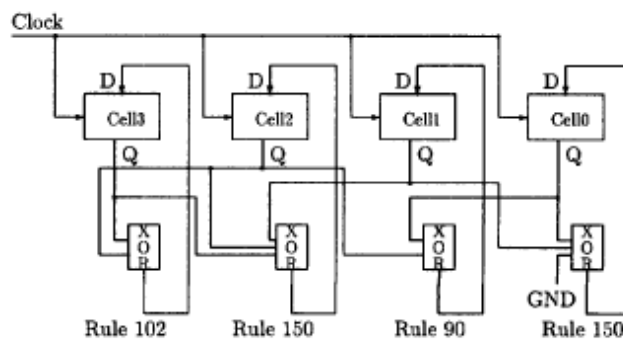 Clock
D D D D
Cell3 Cell2 Cell1 Cell0
Q Q Q Q
XOR XOR XOR XOR
GND
Rule 102 Rule 150 Rule 90 Rule 150